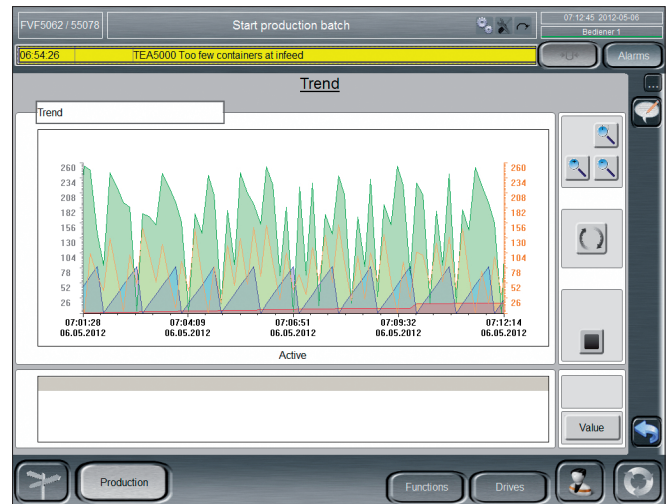 FVF5062 / 55078
Start production batch
07:12:45 2012-05-06
Bediener 1
06:54:26 TEA5000 Too few containers at infeed
Alarms
Trend
...
Trend
260 260
234 234
208 208
182 182
156 156
130 130
104 104
78 78
52 52
26 26
07:01:28 07:04:09 07:06:51 07:09:32 07:12:14
06.05.2012 06.05.2012 06.05.2012 06.05.2012 06.05.2012
Active
Value
Production
Functions
Drives